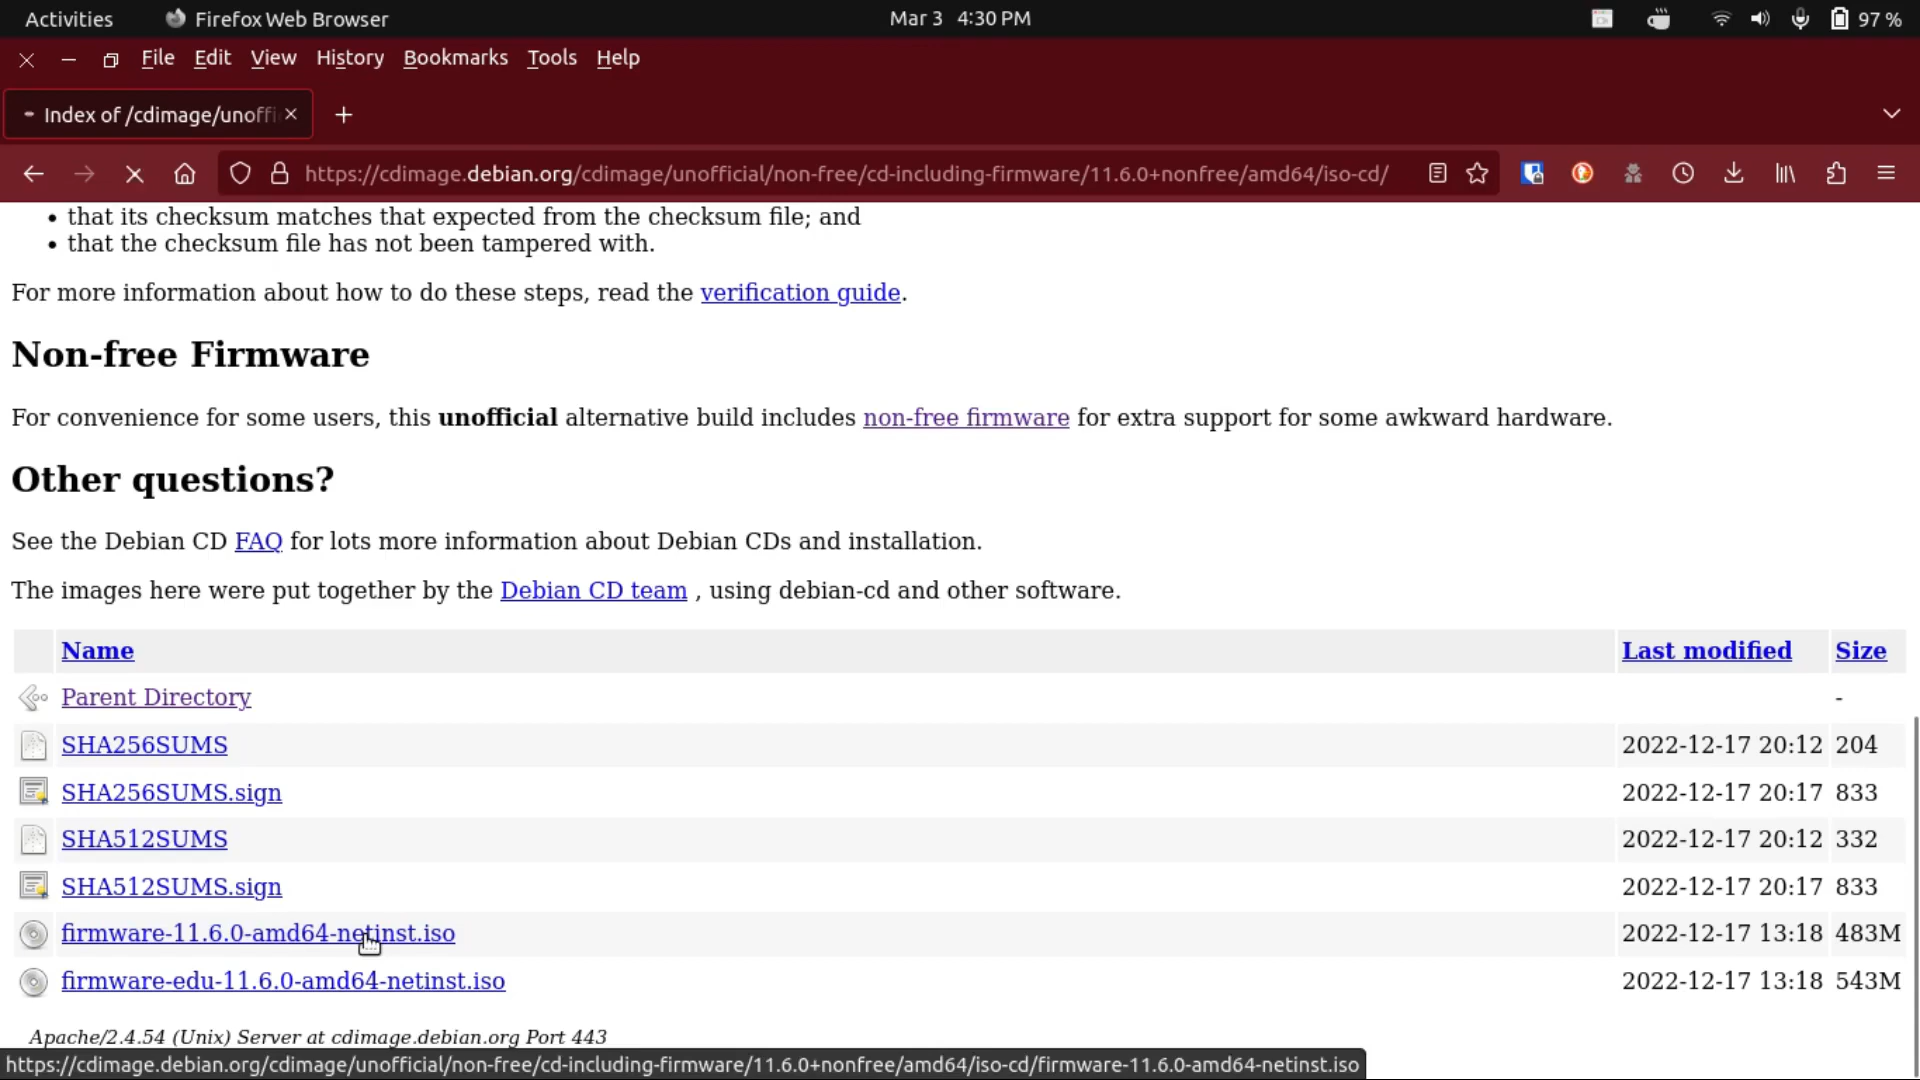 Activities Firefox Web Browser Mar 3 4:30 PM 97 %
File Edit View History Bookmarks Tools Help
Index of /cdimage/unoffi
https://cdimage.debian.org/cdimage/unofficial/non-free/cd-including-firmware/11.6.0+nonfree/amd64/iso-cd/
• that its checksum matches that expected from the checksum file; and
• that the checksum file has not been tampered with.
For more information about how to do these steps, read the verification guide.
Non-free Firmware
For convenience for some users, this unofficial alternative build includes non-free firmware for extra support for some awkward hardware.
Other questions?
See the Debian CD FAQ for lots more information about Debian CDs and installation.
The images here were put together by the Debian CD team , using debian-cd and other software.
Name Last modified Size
Parent Directory -
SHA256SUMS 2022-12-17 20:12 204
SHA256SUMS.sign 2022-12-17 20:17 833
SHA512SUMS 2022-12-17 20:12 332
SHA512SUMS.sign 2022-12-17 20:17 833
firmware-11.6.0-amd64-netinst.iso 2022-12-17 13:18 483M
firmware-edu-11.6.0-amd64-netinst.iso 2022-12-17 13:18 543M
Apache/2.4.54 (Unix) Server at cdimage.debian.org Port 443
https://cdimage.debian.org/cdimage/unofficial/non-free/cd-including-firmware/11.6.0+nonfree/amd64/iso-cd/firmware-11.6.0-amd64-netinst.iso